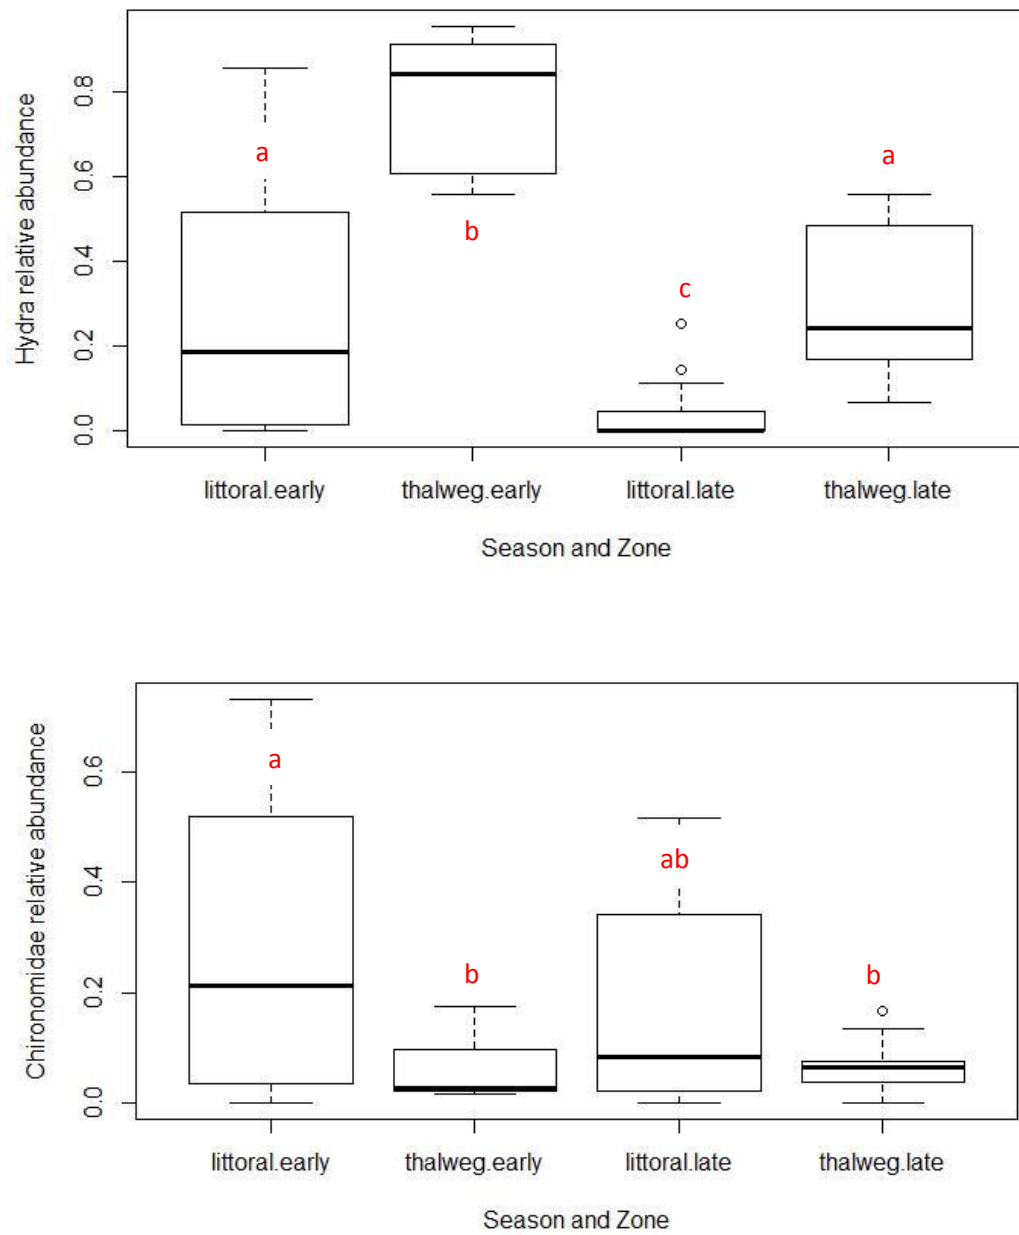 Hydra relative abundance
0.8
0.6
0.4
0.2
0.0
a
b
c
a
littoral.early
thalweg.early
littoral.late
thalweg.late
Season and Zone
Chironomidae relative abundance
0.6
0.4
0.2
0.0
a
b
ab
b
littoral.early
thalweg.early
littoral.late
thalweg.late
Season and Zone